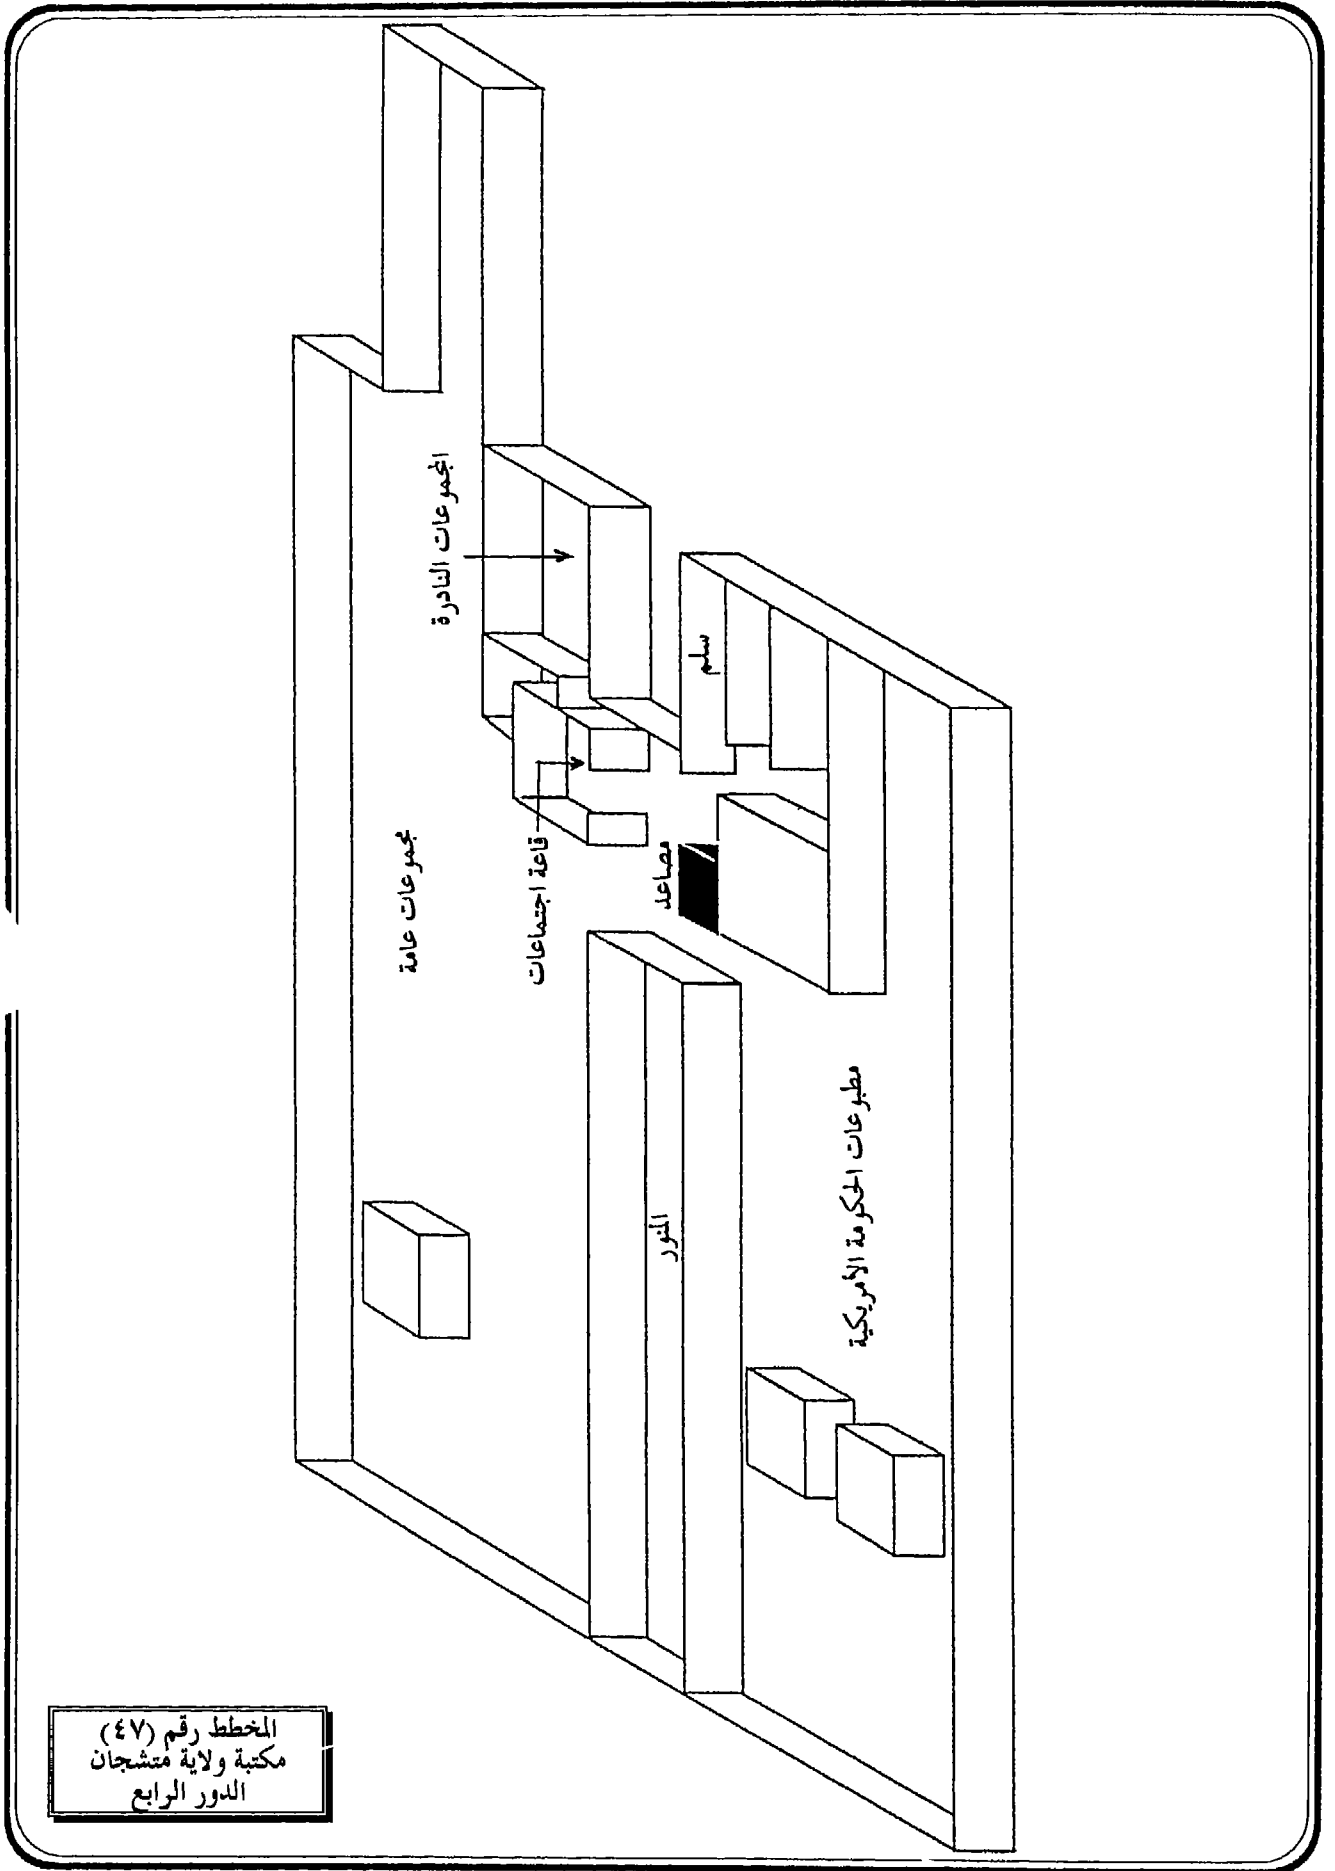 المجموعات النادرة
سلم
مجموعات عامة
قاعة اجتماعات
مصاعد
المنور
مطبوعات الحكومة الأمريكية
المخطط رقم (٤٧)
مكتبة ولاية متشجان
الدور الرابع